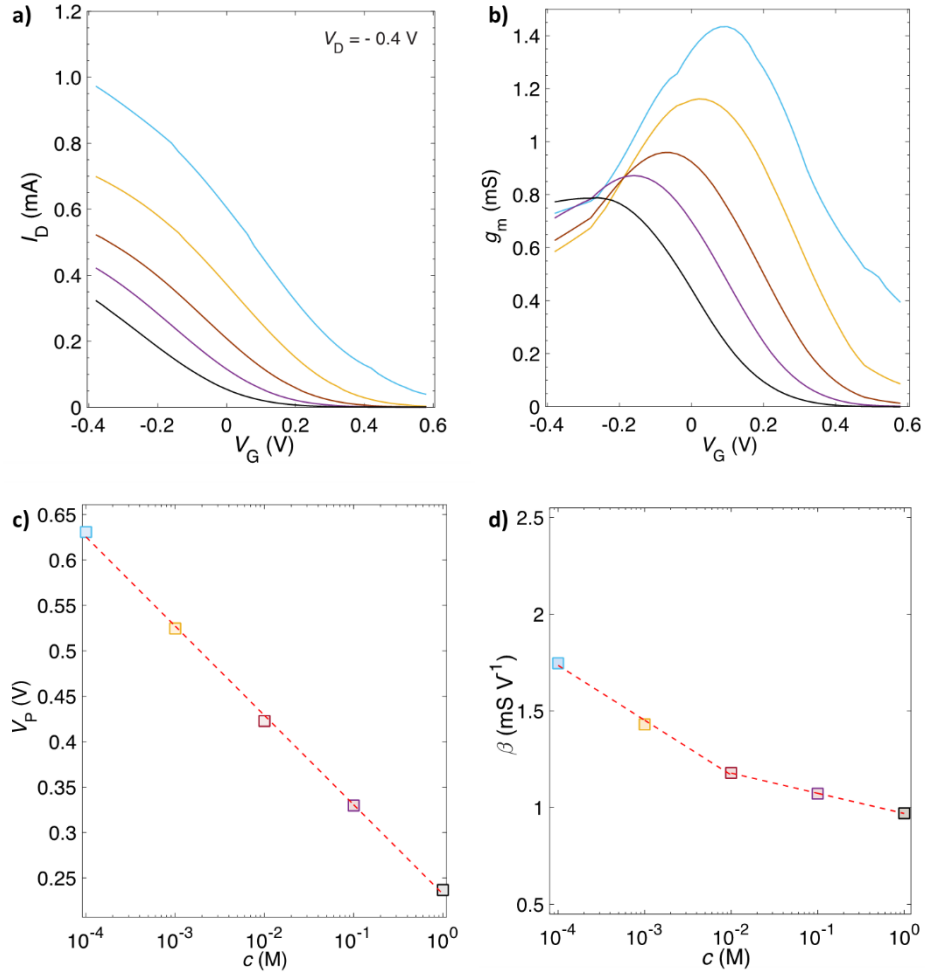 a)
V_D = - 0.4 V
1.2
1.0
0.8
0.6
0.4
0.2
0
I_D (mA)
-0.4 -0.2 0 0.2 0.4 0.6
V_G (V)
b)
1.4
1.2
1
0.8
0.6
0.4
0.2
0
g_m (mS)
-0.4 -0.2 0 0.2 0.4 0.6
V_G (V)
c)
0.65
0.6
0.55
0.5
0.45
0.4
0.35
0.3
0.25
V_P (V)
10⁻⁴ 10⁻³ 10⁻² 10⁻¹ 10⁰
c (M)
d)
2.5
2
1.5
1
0.5
β (mS V⁻¹)
10⁻⁴ 10⁻³ 10⁻² 10⁻¹ 10⁰
c (M)